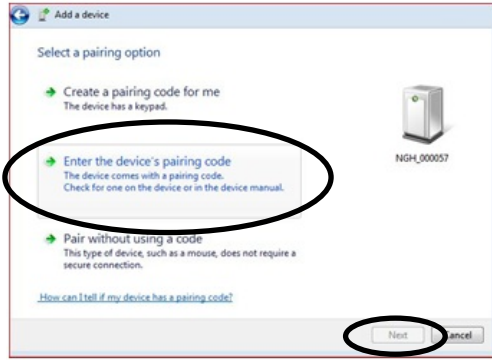 Add a device
Select a pairing option
Create a pairing code for me
The device has a keypad.
Enter the device's pairing code
The device comes with a pairing code.
Check for one on the device or in the device manual.
NGH_000057
Pair without using a code
This type of device, such as a mouse, does not require a
secure connection.
How can I tell if my device has a pairing code?
Next
Cancel